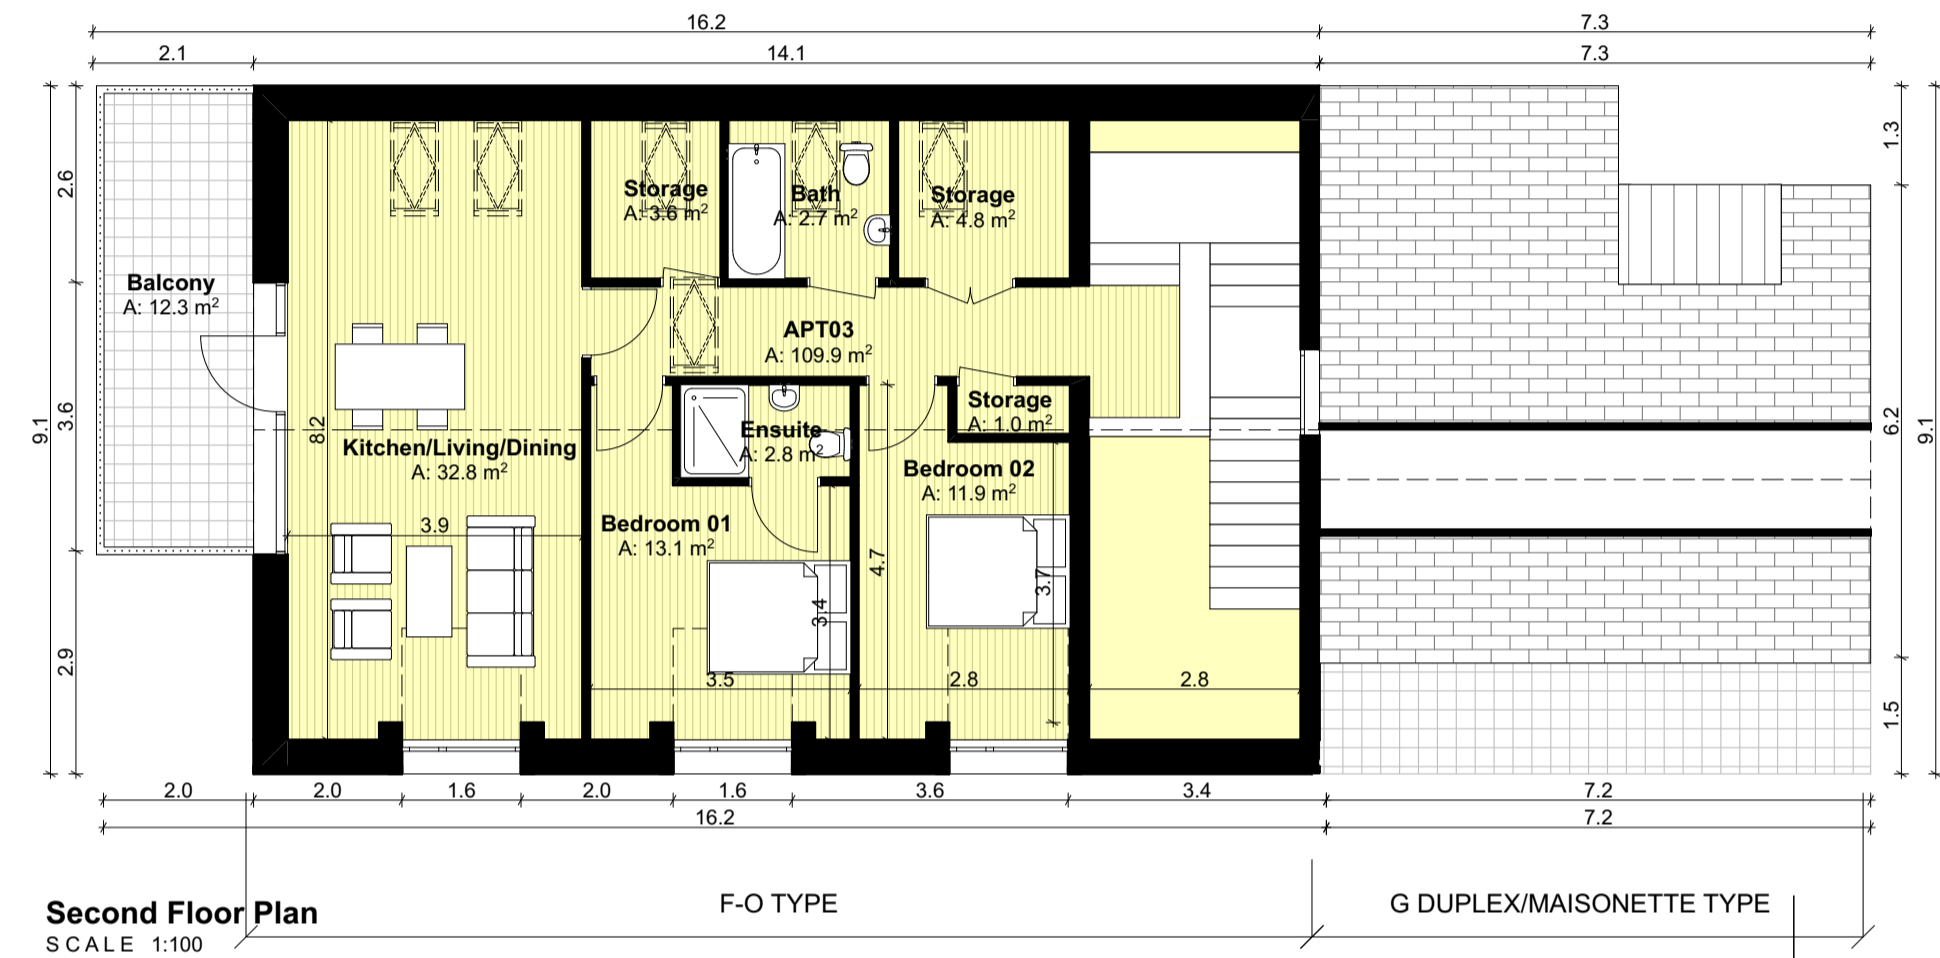 16.2
7.3
2.1
14.1
7.3
2.6
1.3
Storage
A: 3.6 m²
Bath
A: 2.7 m²
Storage
A: 4.8 m²
Balcony
A: 12.3 m²
APT03
A: 109.9 m²
9.1
3.6
8.2
Storage
A: 1.0 m²
6.2
9.1
Kitchen/Living/Dining
A: 32.8 m²
Ensuite
A: 2.8 m²
Bedroom 02
A: 11.9 m²
3.9
Bedroom 01
A: 13.1 m²
4.7
3.7
3.4
2.9
3.5
2.8
2.8
1.5
2.0
2.0
1.6
2.0
1.6
3.6
3.4
7.2
16.2
7.2
F-O TYPE
G DUPLEX/MAISONETTE TYPE
Second Floor Plan
SCALE 1:100